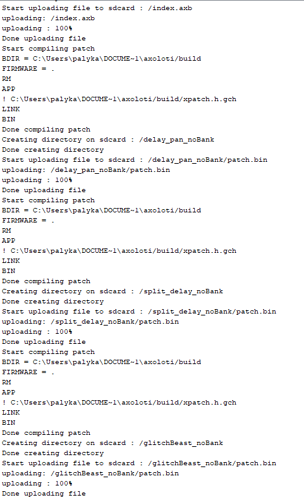 Start uploading file to sdcard : /index.axb
uploading: /index.axb
uploading : 100%
Done uploading file
Start compiling patch
BDIR = C:\Users\palyka\DOCUME~1\axoloti/build
FIRMWARE = .
RM
APP
! C:\Users\palyka\DOCUME~1\axoloti/build/xpatch.h.gch
LINK
BIN
Done compiling patch
Creating directory on sdcard : /delay_pan_noBank
Done creating directory
Start uploading file to sdcard : /delay_pan_noBank/patch.bin
uploading: /delay_pan_noBank/patch.bin
uploading : 100%
Done uploading file
Start compiling patch
BDIR = C:\Users\palyka\DOCUME~1\axoloti/build
FIRMWARE = .
RM
APP
! C:\Users\palyka\DOCUME~1\axoloti/build/xpatch.h.gch
LINK
BIN
Done compiling patch
Creating directory on sdcard : /split_delay_noBank
Done creating directory
Start uploading file to sdcard : /split_delay_noBank/patch.bin
uploading: /split_delay_noBank/patch.bin
uploading : 100%
Done uploading file
Start compiling patch
BDIR = C:\Users\palyka\DOCUME~1\axoloti/build
FIRMWARE = .
RM
APP
! C:\Users\palyka\DOCUME~1\axoloti/build/xpatch.h.gch
LINK
BIN
Done compiling patch
Creating directory on sdcard : /glitchBeast_noBank
Done creating directory
Start uploading file to sdcard : /glitchBeast_noBank/patch.bin
uploading: /glitchBeast_noBank/patch.bin
uploading : 100%
Done uploading file